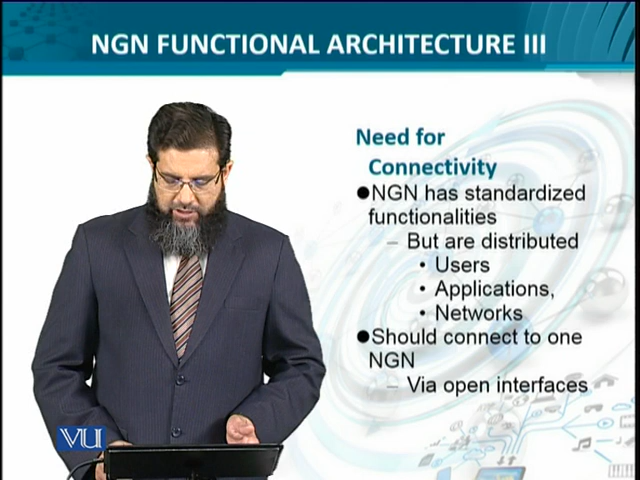 NGN FUNCTIONAL ARCHITECTURE III
Need for
Connectivity
●NGN has standardized
functionalities
– But are distributed
• Users
• Applications,
• Networks
●Should connect to one
NGN
– Via open interfaces
VU